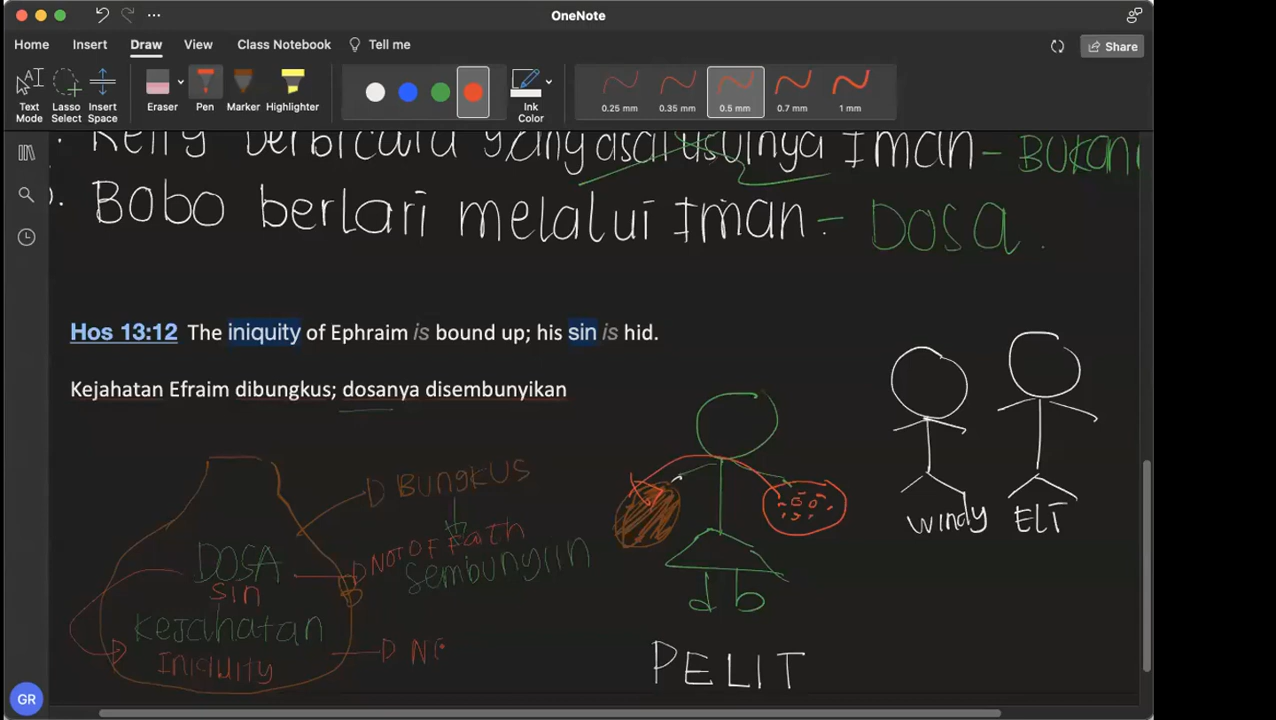 OneNote
Home Insert Draw View Class Notebook Tell me
Share
Text Mode
Lasso Select
Insert Space
Eraser
Pen
Marker
Highlighter
Ink Color
0.25 mm
0.35 mm
0.5 mm
0.7 mm
1 mm
berbicara yang asal usulnya Iman - Bukan
Bobo berlari melalui Iman - DOSA.
Hos 13:12 The iniquity of Ephraim is bound up; his sin is hid.
Kejahatan Efraim dibungkus; dosanya disembunyikan
BUNGKUS
NOT OF Faith
Sembunyiin
DOSA
sin
Kejahatan
Iniquity
PELIT
Windy
ELI
GR